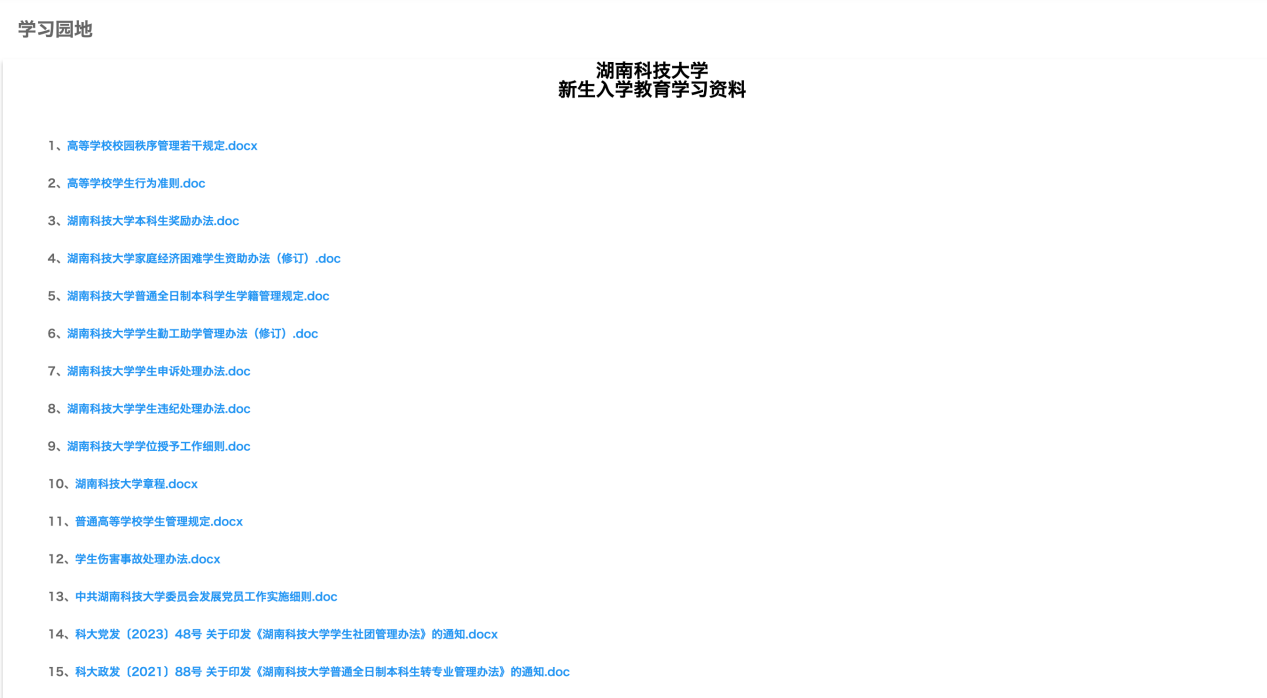 学习园地
湖南科技大学
新生入学教育学习资料
1、高等学校校园秩序管理若干规定.docx
2、高等学校学生行为准则.doc
3、湖南科技大学本科生奖励办法.doc
4、湖南科技大学家庭经济困难学生资助办法（修订）.doc
5、湖南科技大学普通全日制本科学生学籍管理规定.doc
6、湖南科技大学学生勤工助学管理办法（修订）.doc
7、湖南科技大学学生申诉处理办法.doc
8、湖南科技大学学生违纪处理办法.doc
9、湖南科技大学学位授予工作细则.doc
10、湖南科技大学章程.docx
11、普通高等学校学生管理规定.docx
12、学生伤害事故处理办法.docx
13、中共湖南科技大学委员会发展党员工作实施细则.doc
14、科大党发〔2023〕48号 关于印发《湖南科技大学学生社团管理办法》的通知.docx
15、科大政发〔2021〕88号 关于印发《湖南科技大学普通全日制本科生转专业管理办法》的通知.doc